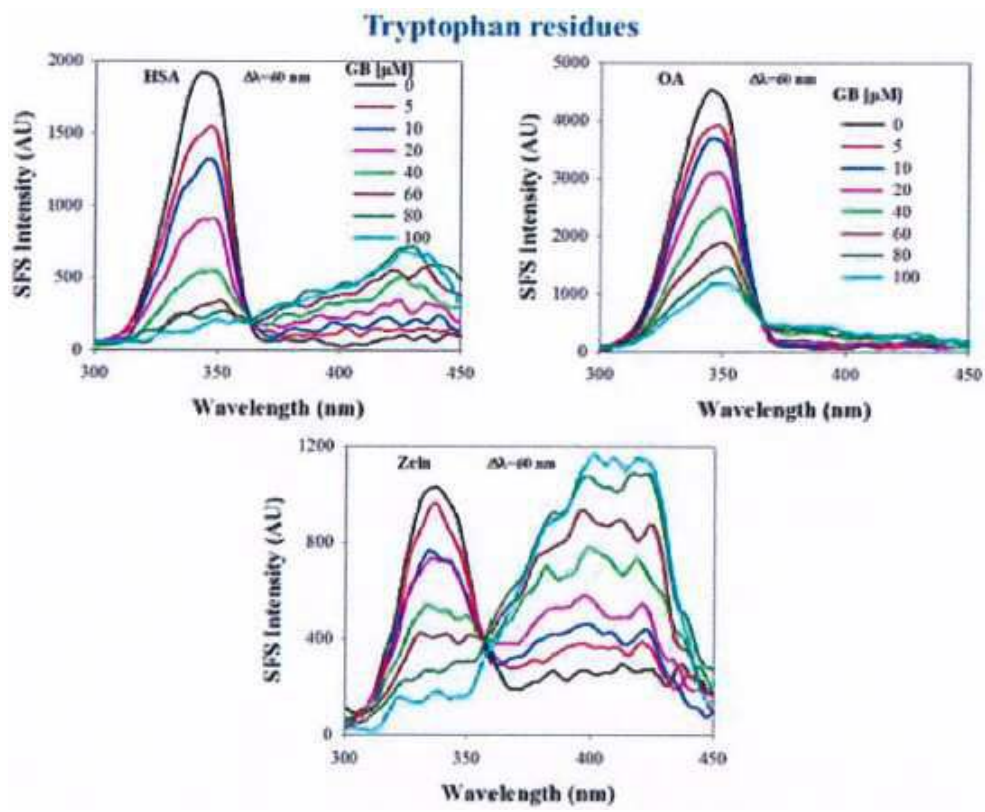 Tryptophan residues
HSA Δλ=60 nm GB [µM]
2000
1500
1000
500
0
0
5
10
20
40
60
80
100
SFS Intensity (AU)
300 350 400 450
Wavelength (nm)
OA Δλ=60 nm
GB [µM]
5000
4000
3000
2000
1000
0
0
5
10
20
40
60
80
100
SFS Intensity (AU)
300 350 400 450
Wavelength (nm)
Zein Δλ=60 nm
1200
800
400
0
SFS Intensity (AU)
300 350 400 450
Wavelength (nm)